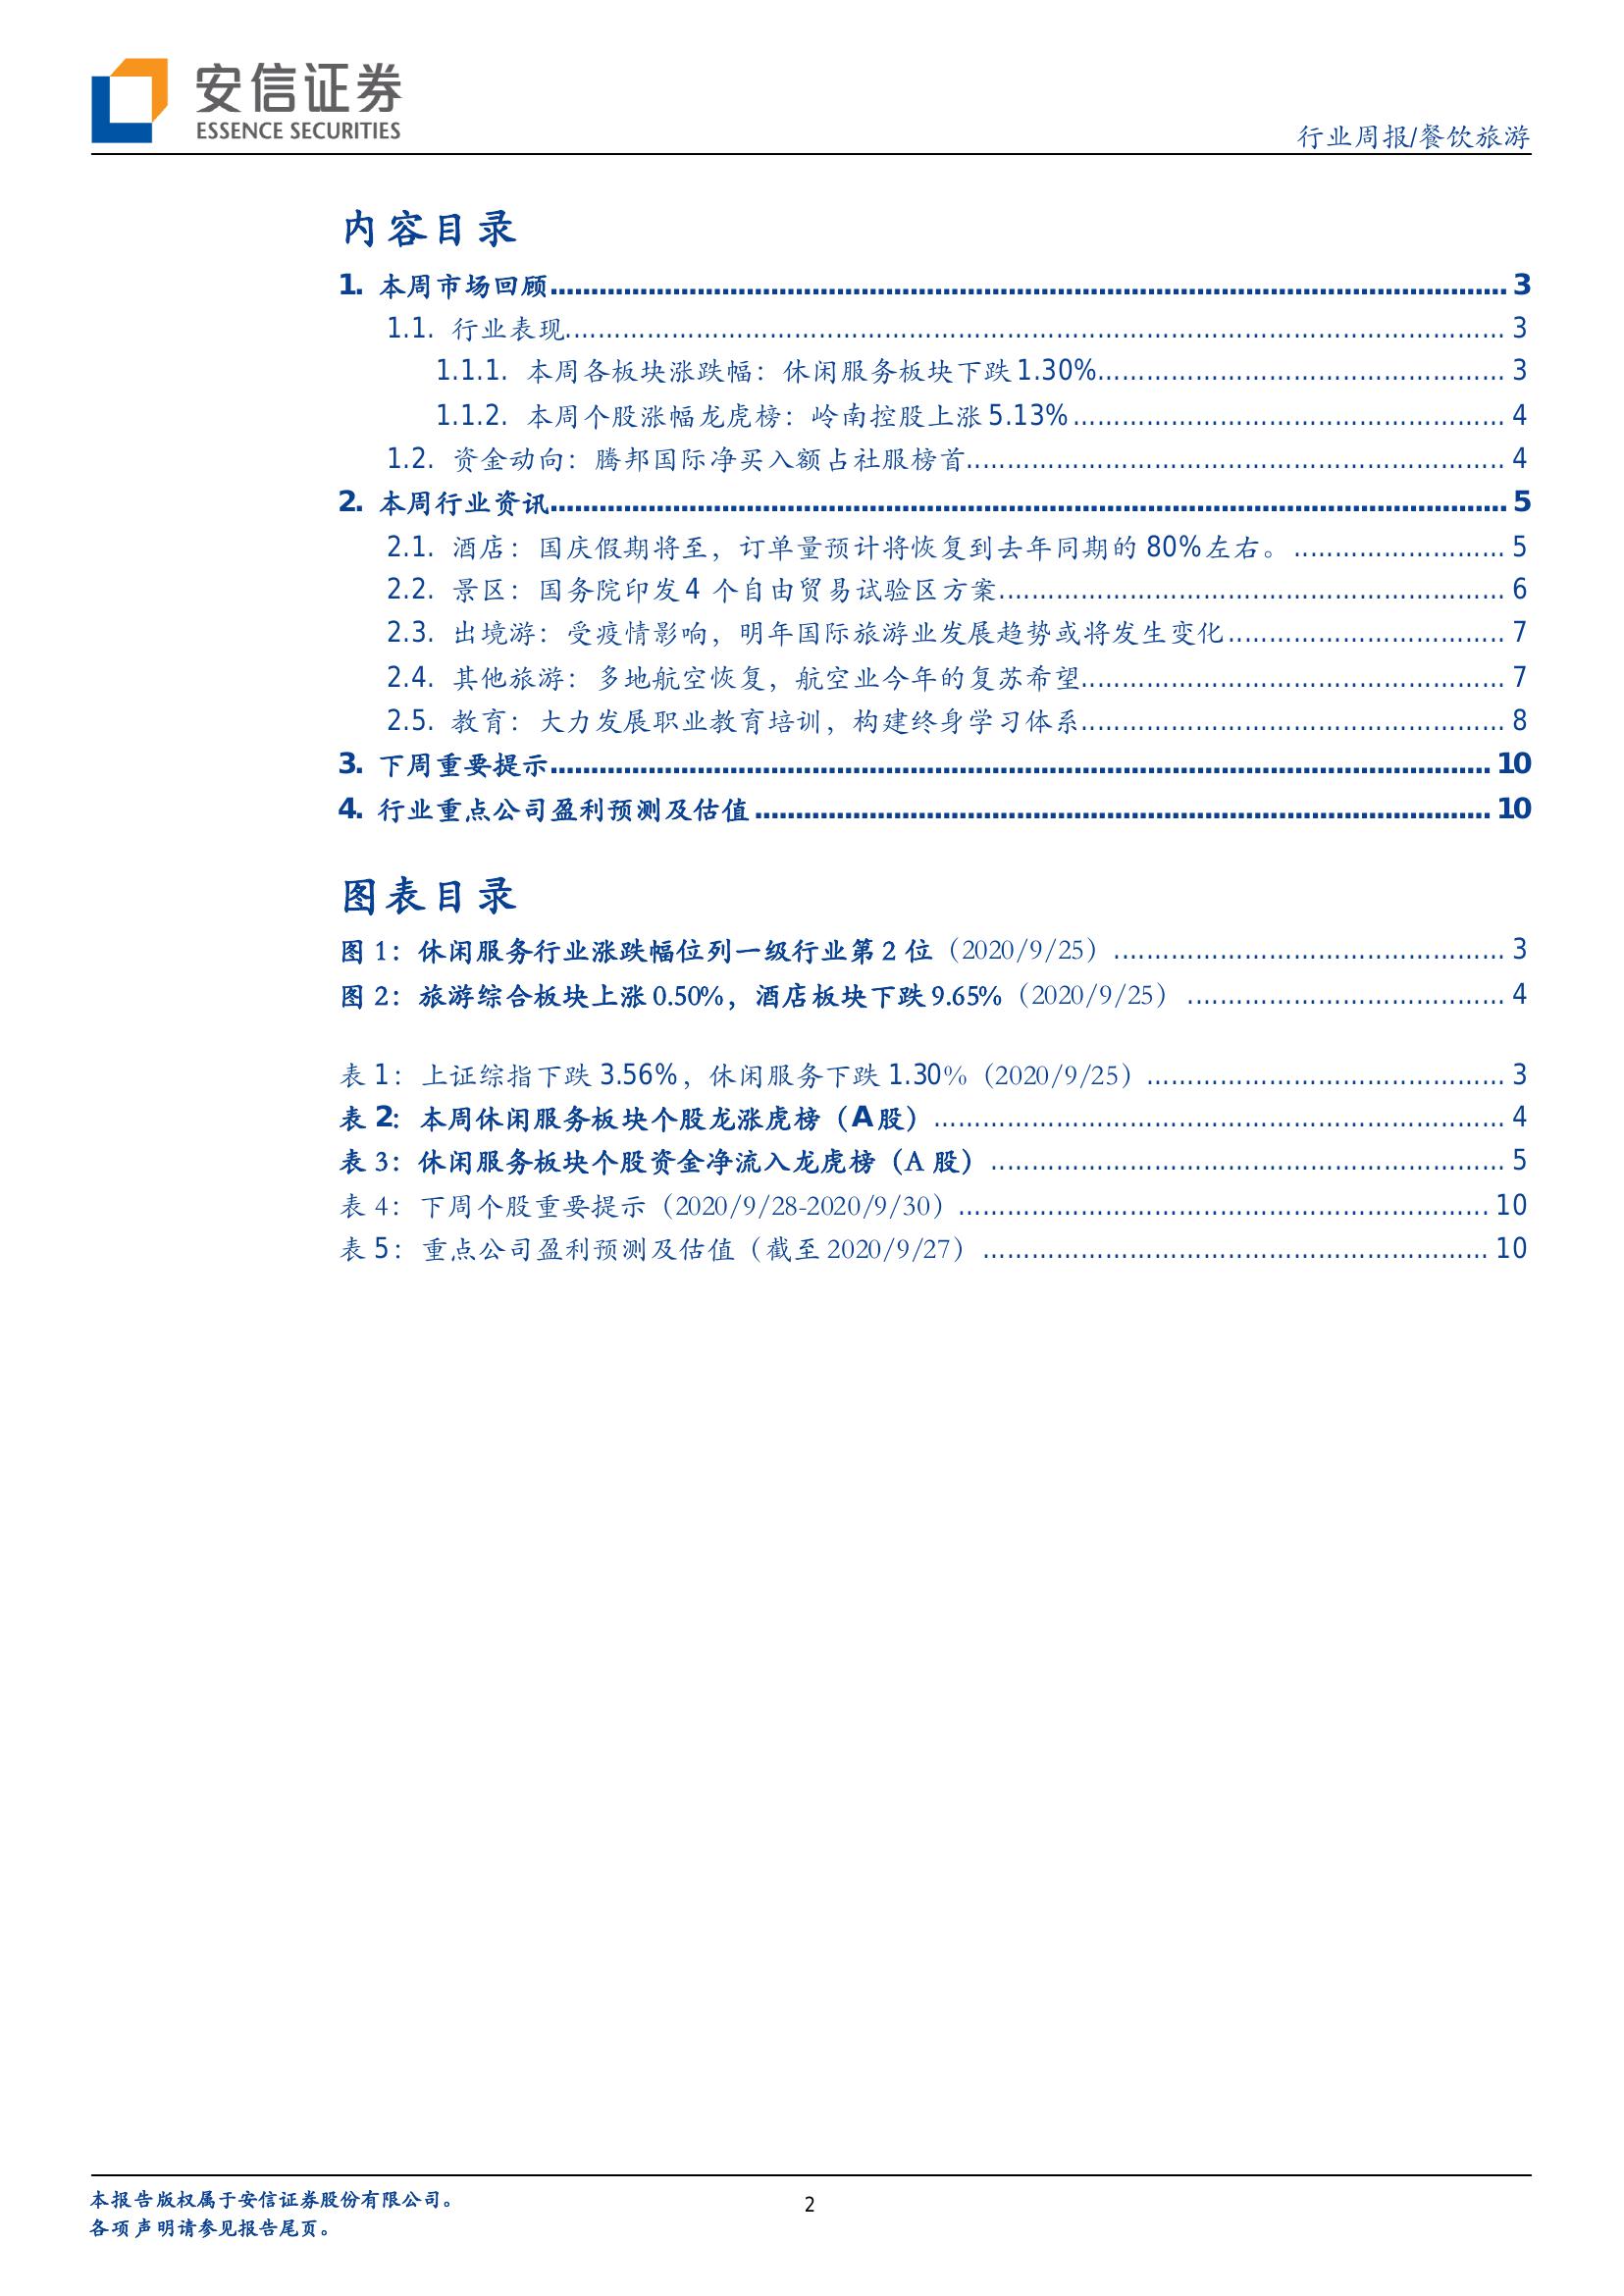 安信证券
ESSENCE SECURITIES
行业周报/餐饮旅游
内容目录
1. 本周市场回顾 3
1.1. 行业表现 3
1.1.1. 本周各板块涨跌幅：休闲服务板块下跌 1.30% 3
1.1.2. 本周个股涨幅龙虎榜：岭南控股上涨 5.13% 4
1.2. 资金动向：腾邦国际净买入额占社服榜首 4
2. 本周行业资讯 5
2.1. 酒店：国庆假期将至，订单量预计将恢复到去年同期的 80%左右。 5
2.2. 景区：国务院印发 4 个自由贸易试验区方案 6
2.3. 出境游：受疫情影响，明年国际旅游业发展趋势或将发生变化 7
2.4. 其他旅游：多地航空恢复，航空业今年的复苏希望 7
2.5. 教育：大力发展职业教育培训，构建终身学习体系 8
3. 下周重要提示 10
4. 行业重点公司盈利预测及估值 10
图表目录
图 1：休闲服务行业涨跌幅位列一级行业第 2 位（2020/9/25） 3
图 2：旅游综合板块上涨 0.50%，酒店板块下跌 9.65%（2020/9/25） 4
表 1：上证综指下跌 3.56%，休闲服务下跌 1.30%（2020/9/25） 3
表 2：本周休闲服务板块个股龙涨虎榜（A 股） 4
表 3：休闲服务板块个股资金净流入龙虎榜（A 股） 5
表 4：下周个股重要提示（2020/9/28-2020/9/30） 10
表 5：重点公司盈利预测及估值（截至 2020/9/27） 10
本报告版权属于安信证券股份有限公司。
各项声明请参见报告尾页。
2